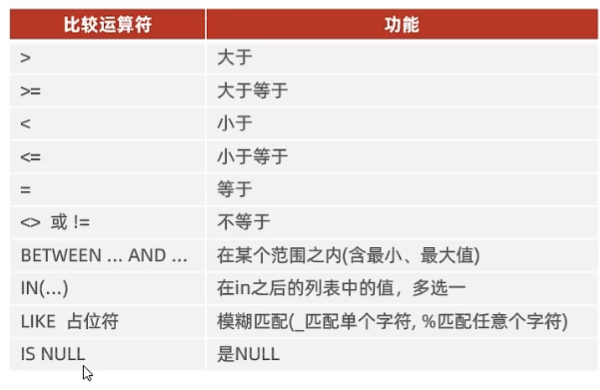 比较运算符 功能
> 大于
>= 大于等于
< 小于
<= 小于等于
= 等于
<> 或 != 不等于
BETWEEN ... AND ... 在某个范围之内(含最小、最大值)
IN(...) 在in之后的列表中的值，多选一
LIKE 占位符 模糊匹配(_匹配单个字符, %匹配任意个字符)
IS NULL 是NULL